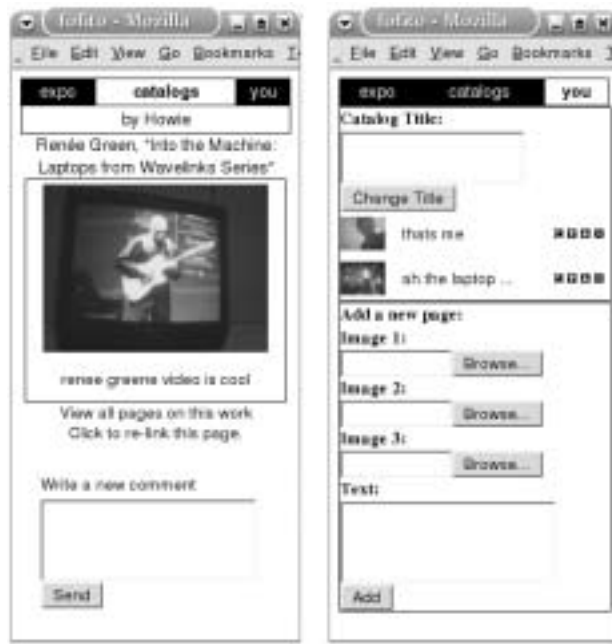 fofito - Mozilla
File Edit View Go Bookmarks
expo catalogs you
by Howie
Renée Green, "Into the Machine:
Laptops from Wavelinks Series"
renee greene video is cool
View all pages on this work
Click to re-link this page.
Write a new comment
Send
fofito - Mozilla
File Edit View Go Bookmarks
expo catalogs you
Catalog Title:
Change Title
thats me
ah the laptop ...
Add a new page:
Image 1:
Browse...
Image 2:
Browse...
Image 3:
Browse...
Text:
Add